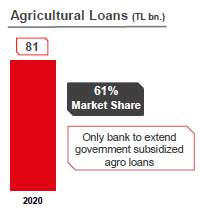 Agricultural Loans (TL bn.)
81
61%
Market Share
Only bank to extend
government subsidized
agro loans
2020